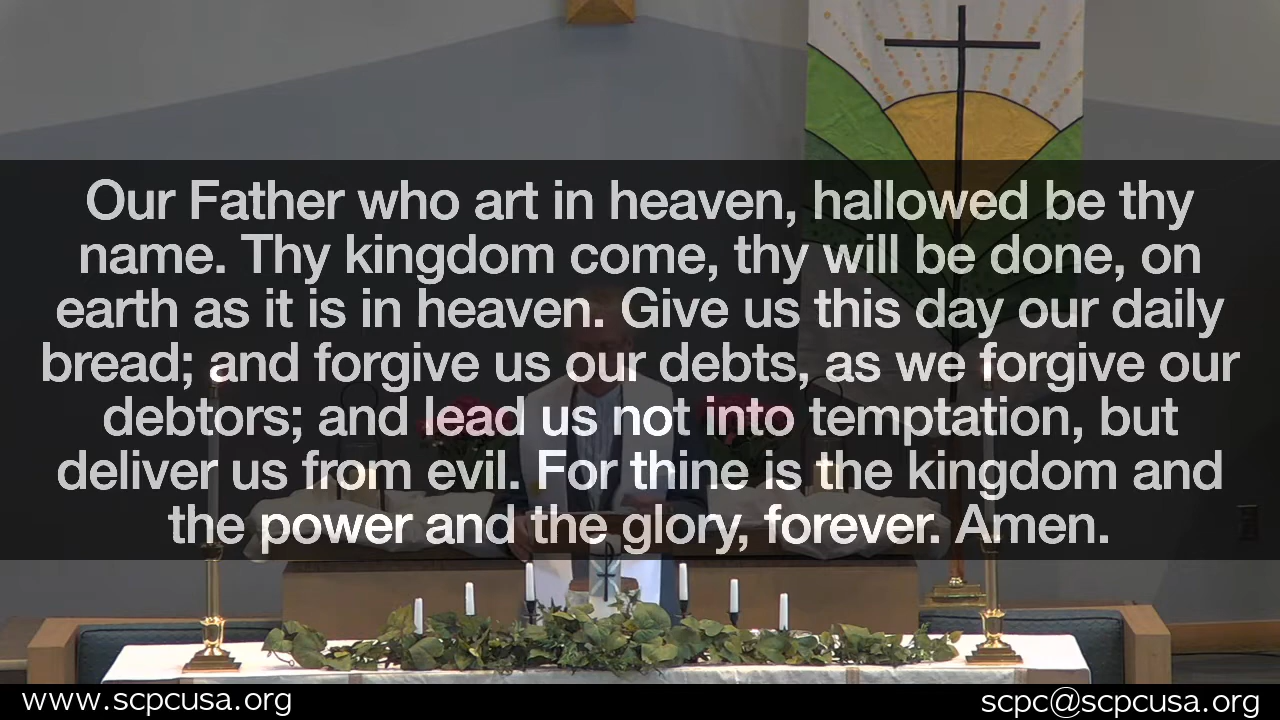 Our Father who art in heaven, hallowed be thy
name. Thy kingdom come, thy will be done, on
earth as it is in heaven. Give us this day our daily
bread; and forgive us our debts, as we forgive our
debtors; and lead us not into temptation, but
deliver us from evil. For thine is the kingdom and
the power and the glory, forever. Amen.
www.scpcusa.org
scpc@scpcusa.org